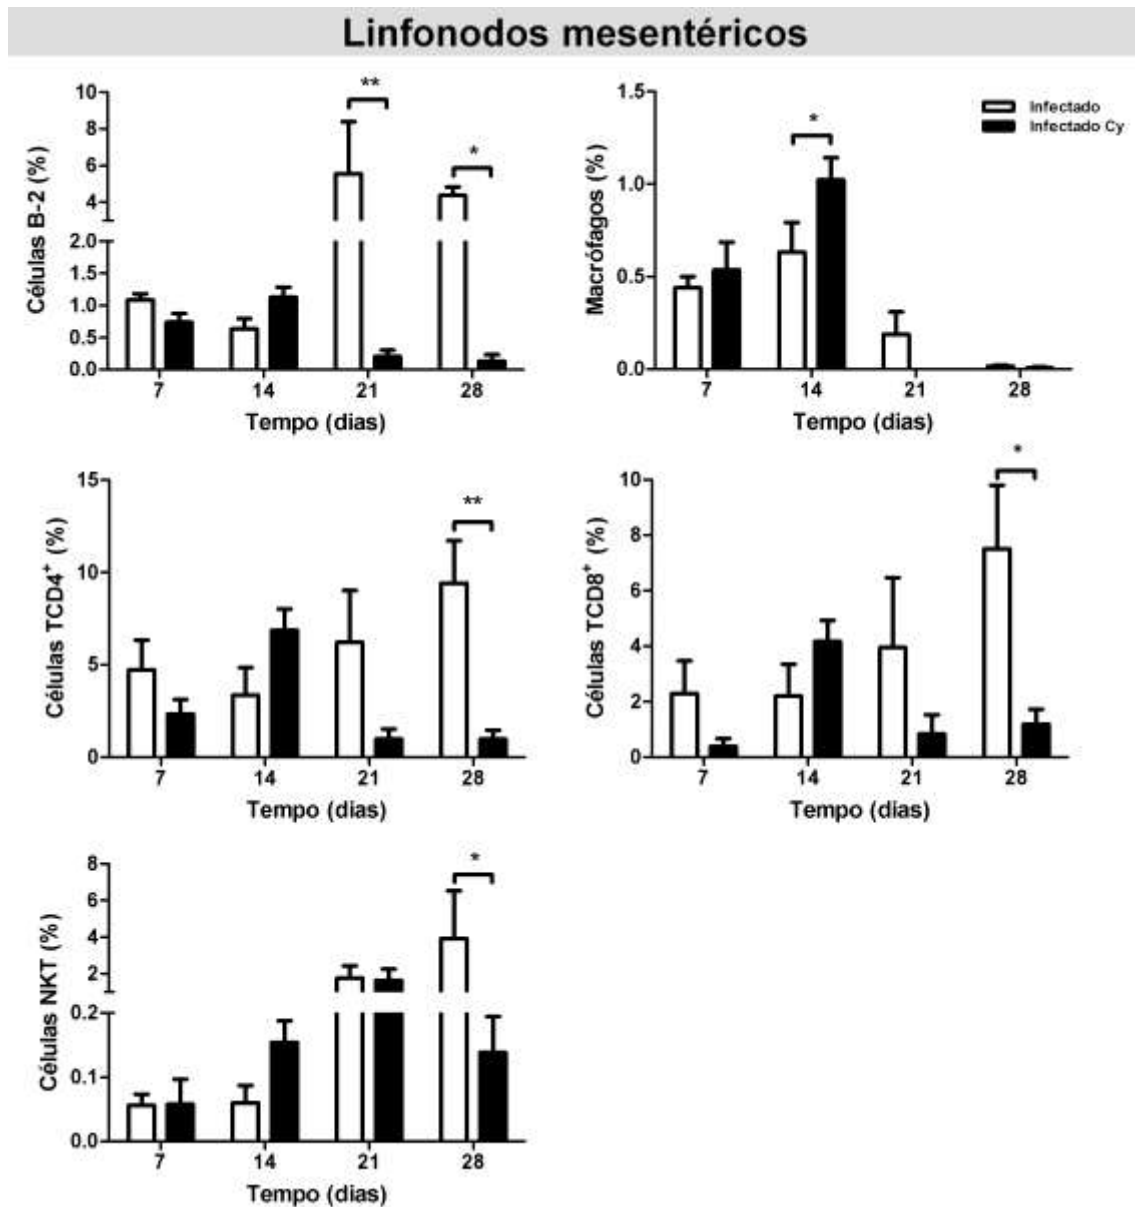 Linfonodos mesentéricos
Células B-2 (%)
10
8
6
4
2.0
1.5
1.0
0.5
0.0
**
*
7 14 21 28
Tempo (dias)
Macrófagos (%)
1.5
1.0
0.5
0.0
*
Infectado
Infectado Cy
7 14 21 28
Tempo (dias)
Células TCD4+ (%)
15
10
5
0
**
7 14 21 28
Tempo (dias)
Células TCD8+ (%)
10
8
6
4
2
0
*
7 14 21 28
Tempo (dias)
Células NKT (%)
8
6
4
2
0.2
0.1
0.0
*
7 14 21 28
Tempo (dias)